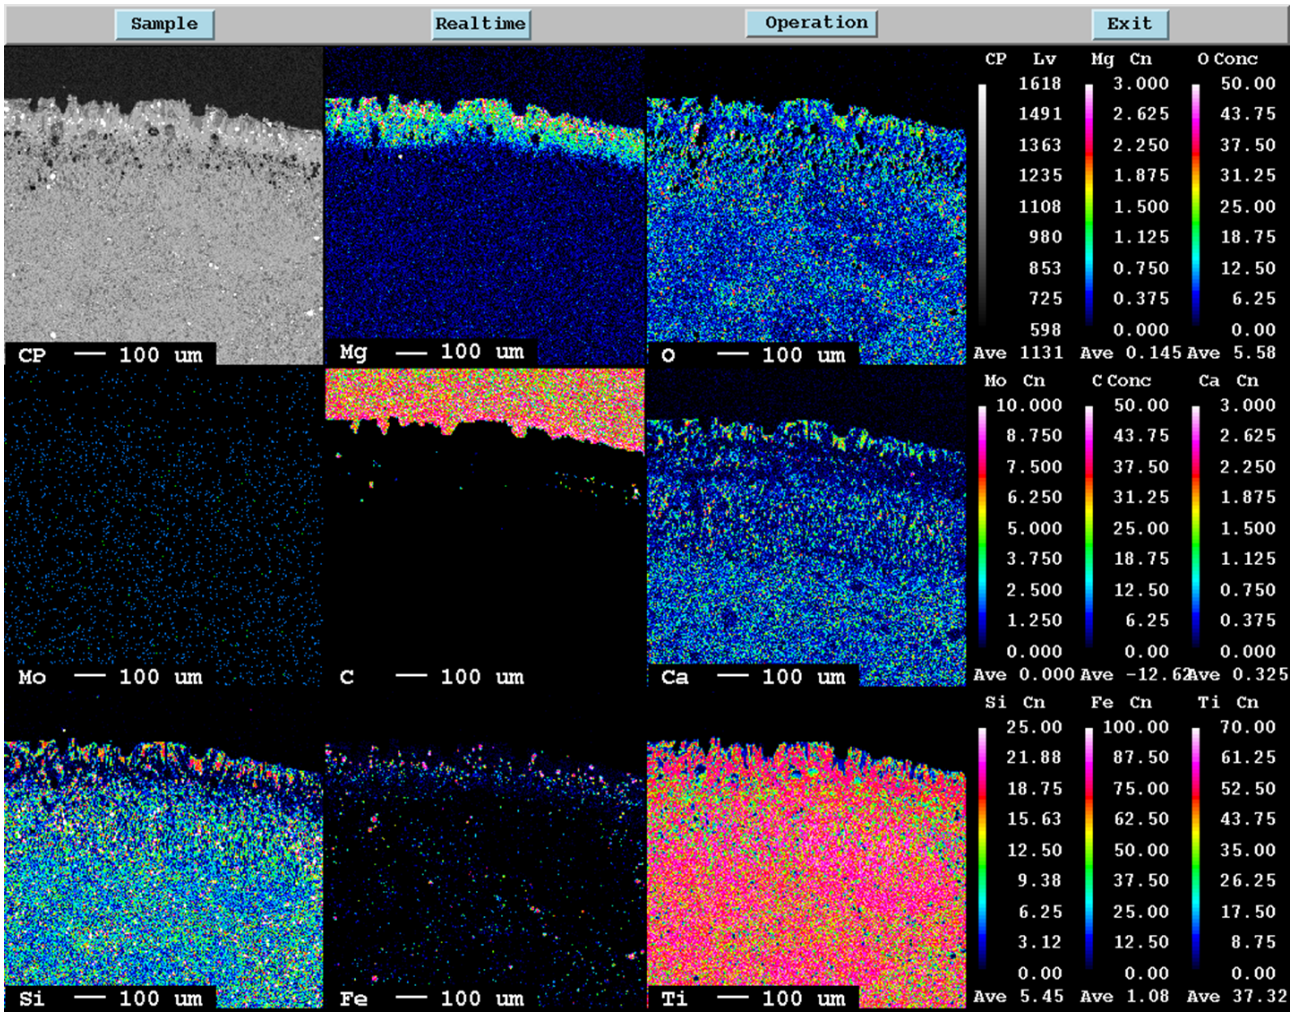 Sample Realtime Operation Exit
CP Lv Mg Cn O Conc
1618 3.000 50.00
1491 2.625 43.75
1363 2.250 37.50
1235 1.875 31.25
1108 1.500 25.00
980 1.125 18.75
853 0.750 12.50
725 0.375 6.25
598 0.000 0.00
CP 100 um Mg 100 um O 100 um
Ave 1131 Ave 0.145 Ave 5.58
Mo Cn C Conc Ca Cn
10.000 50.00 3.000
8.750 43.75 2.625
7.500 37.50 2.250
6.250 31.25 1.875
5.000 25.00 1.500
3.750 18.75 1.125
2.500 12.50 0.750
1.250 6.25 0.375
0.000 0.00 0.000
Mo 100 um C 100 um Ca 100 um
Ave 0.000 Ave -12.62 Ave 0.325
Si Cn Fe Cn Ti Cn
25.00 100.00 70.00
21.88 87.50 61.25
18.75 75.00 52.50
15.63 62.50 43.75
12.50 50.00 35.00
9.38 37.50 26.25
6.25 25.00 17.50
3.12 12.50 8.75
0.00 0.00 0.00
Si 100 um Fe 100 um Ti 100 um
Ave 5.45 Ave 1.08 Ave 37.32